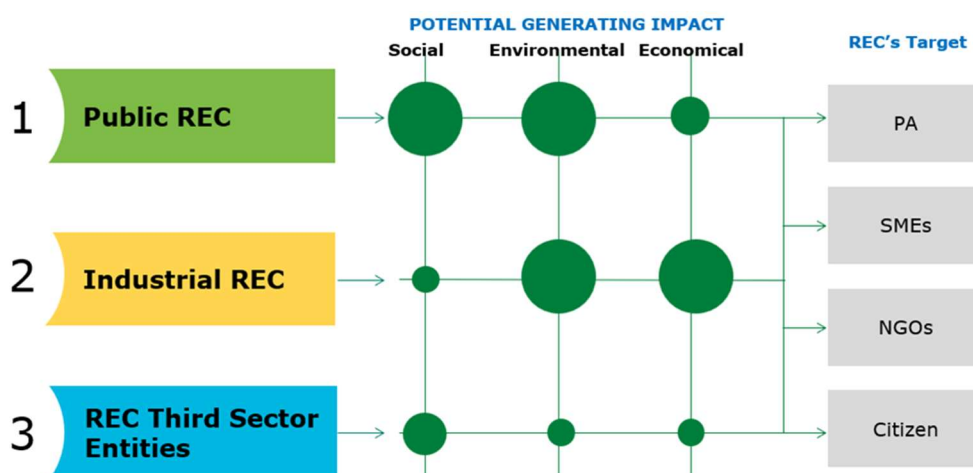 POTENTIAL GENERATING IMPACT
REC's Target
Social
Environmental
Economical
1
Public REC
PA
SMEs
2
Industrial REC
NGOs
3
REC Third Sector
Entities
Citizen